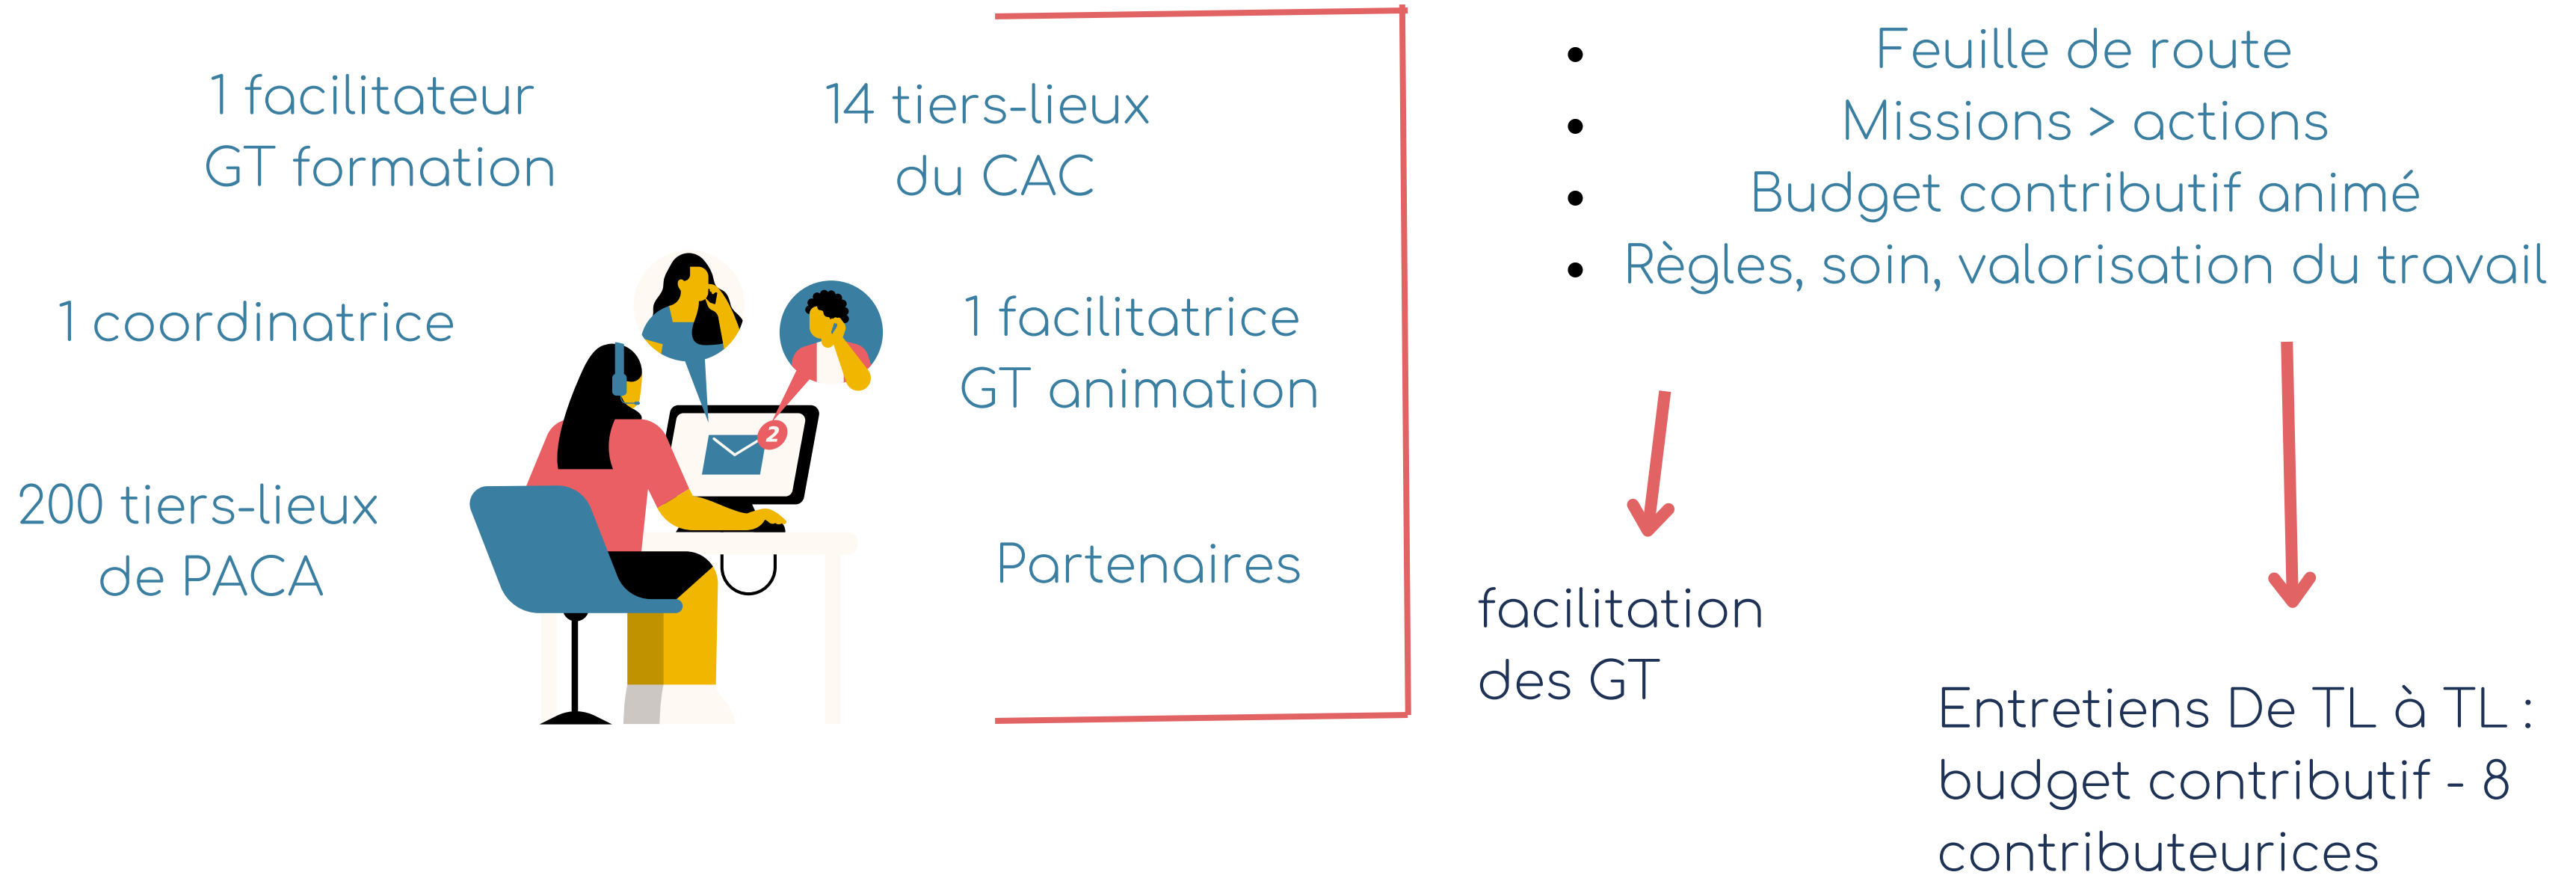 1 facilitateur
GT formation
14 tiers-lieux
du CAC
1 coordinatrice
1 facilitatrice
GT animation
200 tiers-lieux
de PACA
Partenaires
2
• Feuille de route
• Missions > actions
• Budget contributif animé
• Règles, soin, valorisation du travail
facilitation
des GT
Entretiens De TL à TL :
budget contributif - 8
contributeurices